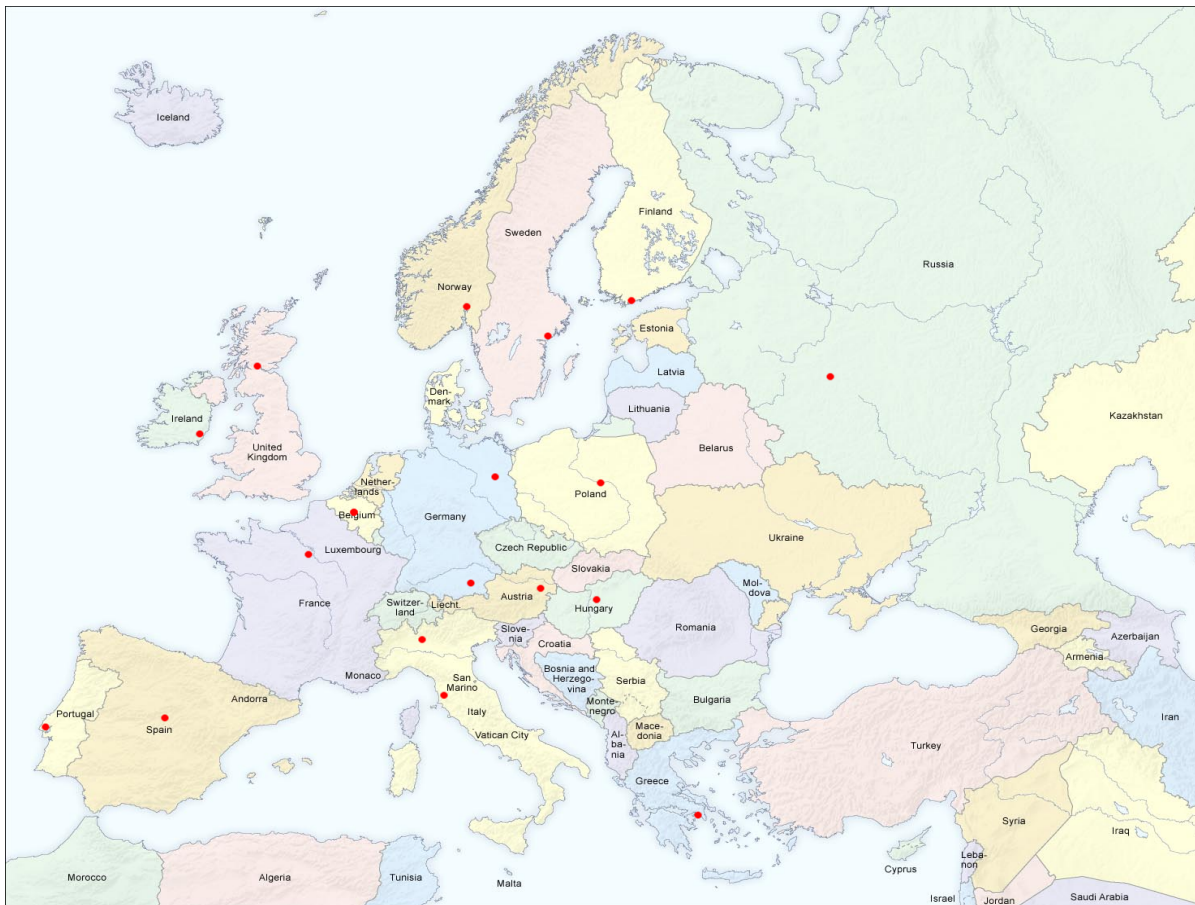 Iceland
Finland
Sweden
Russia
Norway
Estonia
Latvia
Den-
mark
Lithuania
Kazakhstan
Ireland
United
Kingdom
Belarus
Nether-
lands
Poland
Belgium
Germany
Ukraine
Luxembourg
Czech Republic
Slovakia
Mol-
dova
Austria
France
Switzer-
land
Liecht.
Hungary
Romania
Slove-
nia
Croatia
Georgia
Azerbaijan
Armenia
Bosnia and
Herzego-
vina
Serbia
Monaco
San
Marino
Andorra
Monte-
negro
Bulgaria
Portugal
Spain
Italy
Vatican City
Mace-
donia
Al-
ba-
nia
Iran
Turkey
Greece
Syria
Iraq
Leba-
non
Cyprus
Morocco
Algeria
Tunisia
Malta
Israel
Jordan
Saudi Arabia